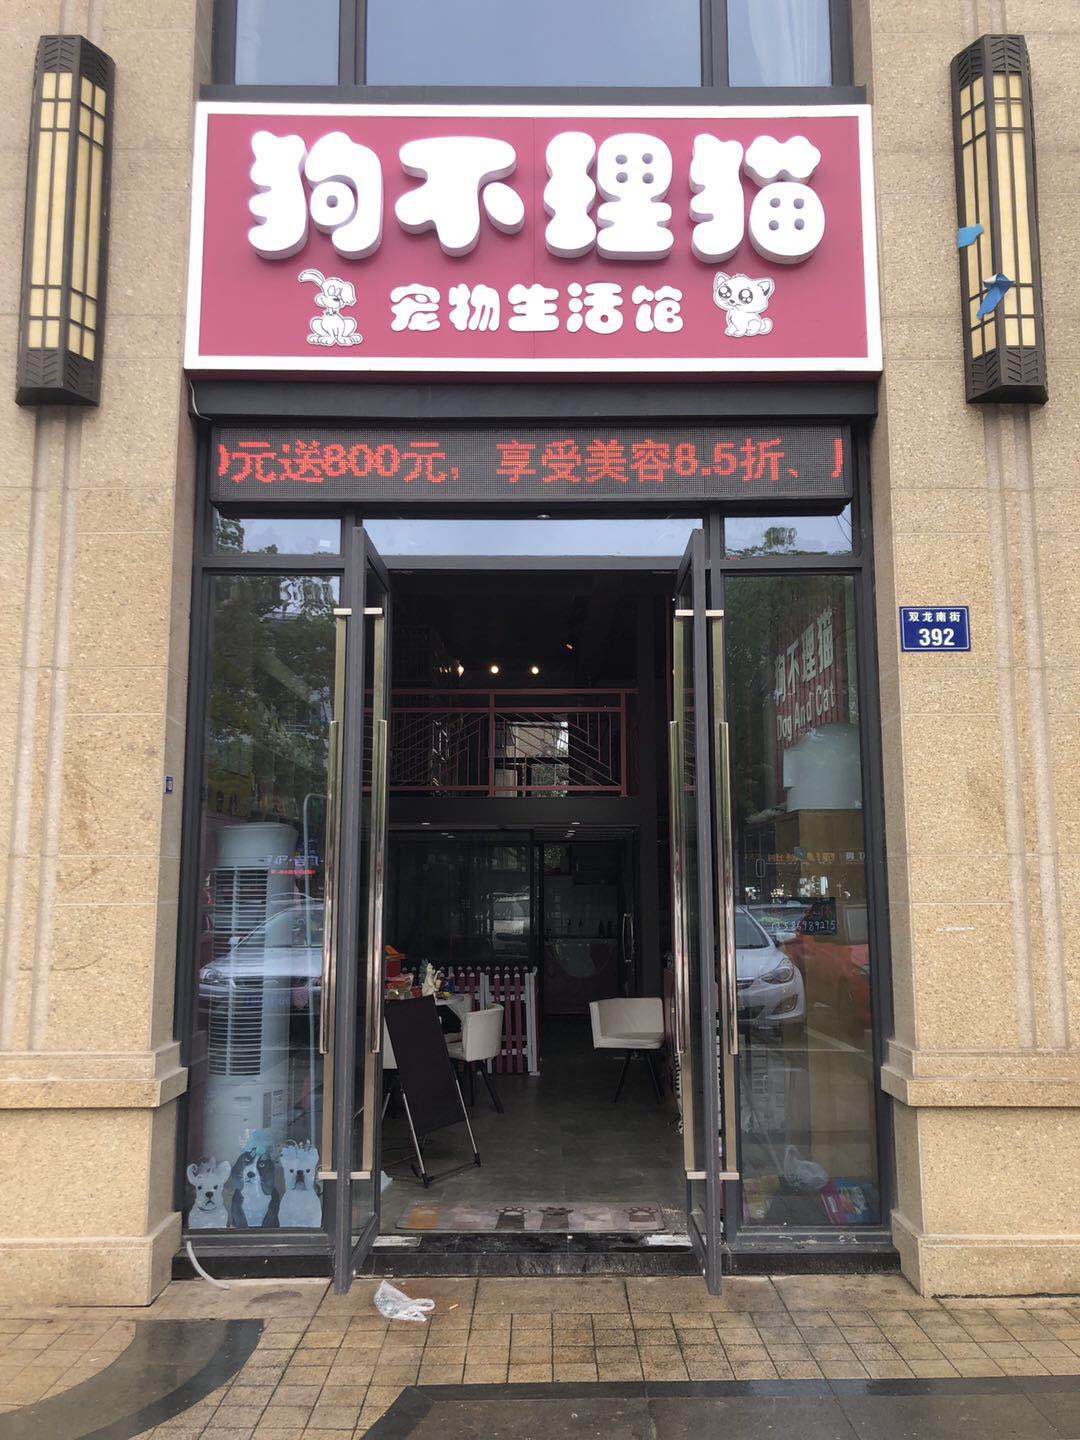 狗不理猫
宠物生活馆
0元送800元，享受美容8.5折、
双龙南街
392
狗不理猫
Dog And Cat